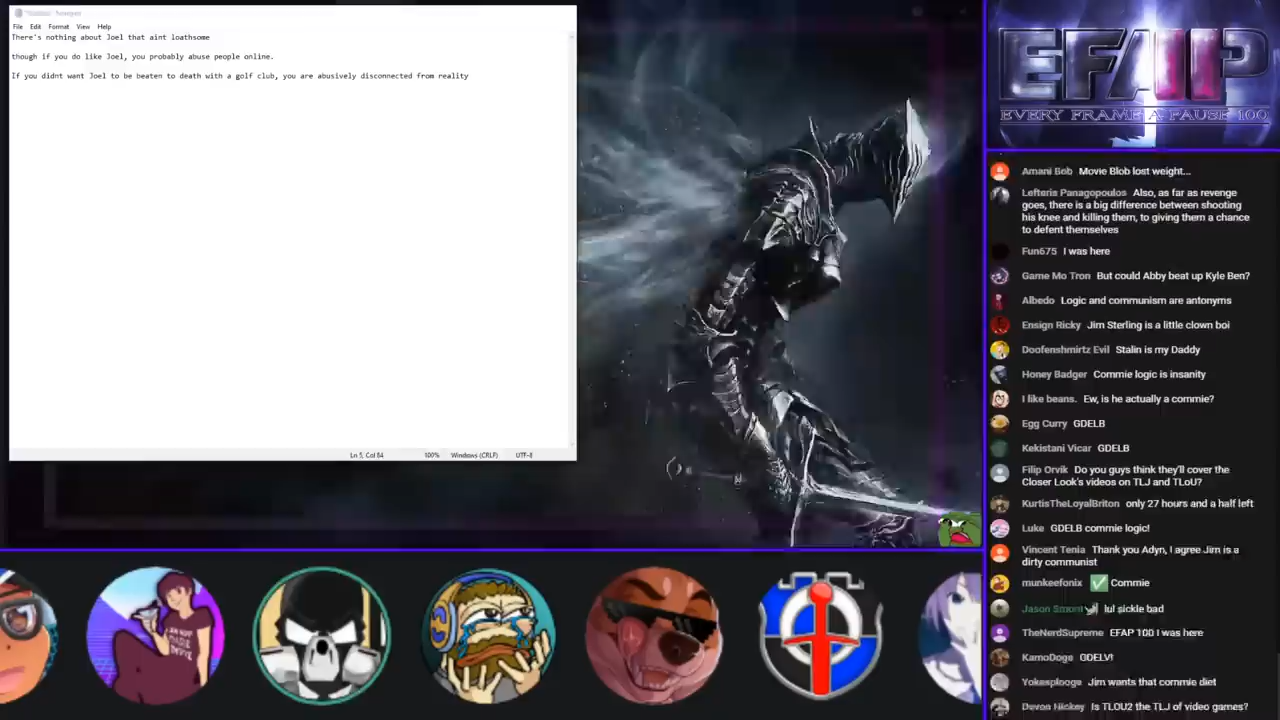 File Edit Format View Help
There's nothing about Joel that aint loathsome
though if you do like Joel, you probably abuse people online.
If you didnt want Joel to be beaten to death with a golf club, you are abusively disconnected from reality
Ln 5, Col 84 100% Windows (CRLF) UTF-8
EFAP
EVERY FRAME A PAUSE 100
Amani Bob Movie Blob lost weight...
Lefteris Panagopoulos Also, as far as revenge
goes, there is a big difference between shooting
his knee and killing them, to giving them a chance
to defent themselves
Fun675 I was here
Game Mo Tron But could Abby beat up Kyle Ben?
Albedo Logic and communism are antonyms
Ensign Ricky Jim Sterling is a little clown boi
Doofenshmirtz Evil Stalin is my Daddy
Honey Badger Commie logic is insanity
I like beans. Ew, is he actually a commie?
Egg Curry GDELB
Kekistani Vicar GDELB
Filip Orvik Do you guys think they'll cover the
Closer Look's videos on TLJ and TLoU?
KurtisTheLoyalBriton only 27 hours and a half left
Luke GDELB commie logic!
Vincent Tenia Thank you Adyn, I agree Jim is a
dirty communist
munkeefonix ✅ Commie
Jason Smont lul sickle bad
TheNerdSupreme EFAP 100 I was here
KamoDoge GDELV!
Yokesplooge Jim wants that commie diet
Devon Hickey Is TLOU2 the TLJ of video games?